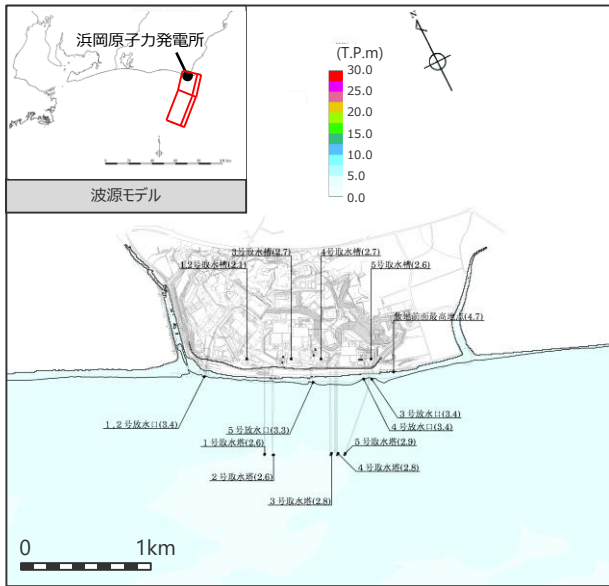 浜岡原子力発電所
波源モデル
(T.P.m)
30.0
25.0
20.0
15.0
10.0
5.0
0.0
3号取水槽(2.7)
4号取水槽(2.7)
1,2号取水槽(2.1)
5号取水槽(2.6)
敷地前面最高地点(4.7)
1,2号放水口(3.4)
5号放水口(3.3)
3号放水口(3.4)
4号放水口(3.4)
1号取水塔(2.6)
2号取水塔(2.6)
5号取水塔(2.9)
4号取水塔(2.8)
3号取水塔(2.8)
0 1km